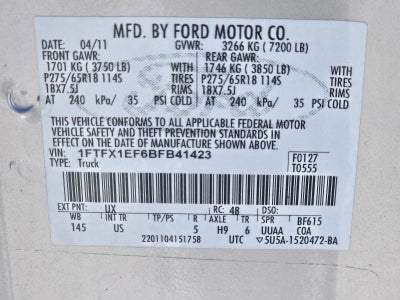 MFD. BY FORD MOTOR CO.
DATE: 04/11 GVWR: 3266 KG ( 7200 LB)
FRONT GAWR: REAR GAWR:
1701 KG ( 3750 LB) 1746 KG ( 3850 LB)
P275/65R18 114S TIRES P275/65R18 114S
18X7.5J RIMS 18X7.5J
AT 240 kPa/ 35 PSI COLD AT 240 kPa/ 35 PSI COLD
THIS VEHICLE CONFORMS TO ALL APPLICABLE FEDERAL MOTOR
VEHICLE SAFETY AND THEFT PREVENTION STANDARDS IN
EFFECT ON THE DATE OF MANUFACTURE SHOWN ABOVE.
VIN: 1FTFX1EF6BFB41423
TYPE: Truck
F0127
T0555
EXT PNT: UX RC: 48 DSO:
WB INT TR TP/PS R AXLE TR SPR BF615
145 US 5 H9 6 UUAA COA
2201104151758 UTC ▽5U5A-1520472-BA